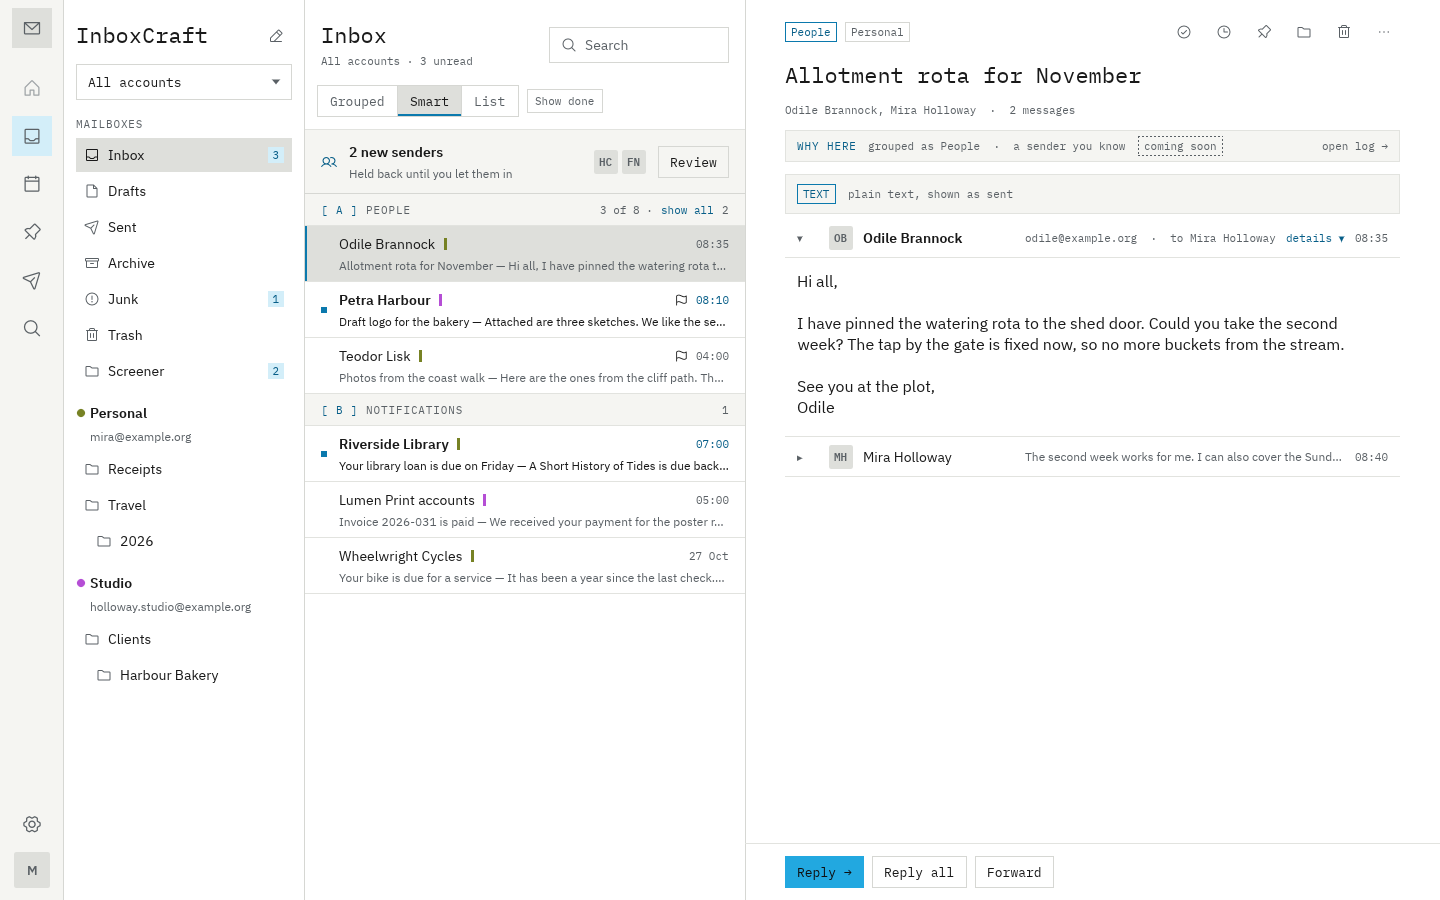 InboxCraft
All accounts
MAILBOXES
Inbox 3
Drafts
Sent
Archive
Junk 1
Trash
Screener 2
Personal
mira@example.org
Receipts
Travel
2026
Studio
holloway.studio@example.org
Clients
Harbour Bakery
M
Inbox
All accounts · 3 unread
Search
Grouped Smart List Show done
2 new senders
Held back until you let them in
HC FN Review
[ A ] PEOPLE 3 of 8 · show all 2
Odile Brannock 08:35
Allotment rota for November — Hi all, I have pinned the watering rota t…
Petra Harbour 08:10
Draft logo for the bakery — Attached are three sketches. We like the se…
Teodor Lisk 04:00
Photos from the coast walk — Here are the ones from the cliff path. Th…
[ B ] NOTIFICATIONS 1
Riverside Library 07:00
Your library loan is due on Friday — A Short History of Tides is due back…
Lumen Print accounts 05:00
Invoice 2026-031 is paid — We received your payment for the poster r…
Wheelwright Cycles 27 Oct
Your bike is due for a service — It has been a year since the last check.…
People Personal
Allotment rota for November
Odile Brannock, Mira Holloway · 2 messages
WHY HERE grouped as People · a sender you know coming soon open log →
TEXT plain text, shown as sent
▾ OB Odile Brannock odile@example.org · to Mira Holloway details ▾ 08:35
Hi all,
I have pinned the watering rota to the shed door. Could you take the second
week? The tap by the gate is fixed now, so no more buckets from the stream.
See you at the plot,
Odile
▸ MH Mira Holloway The second week works for me. I can also cover the Sund… 08:40
Reply → Reply all Forward